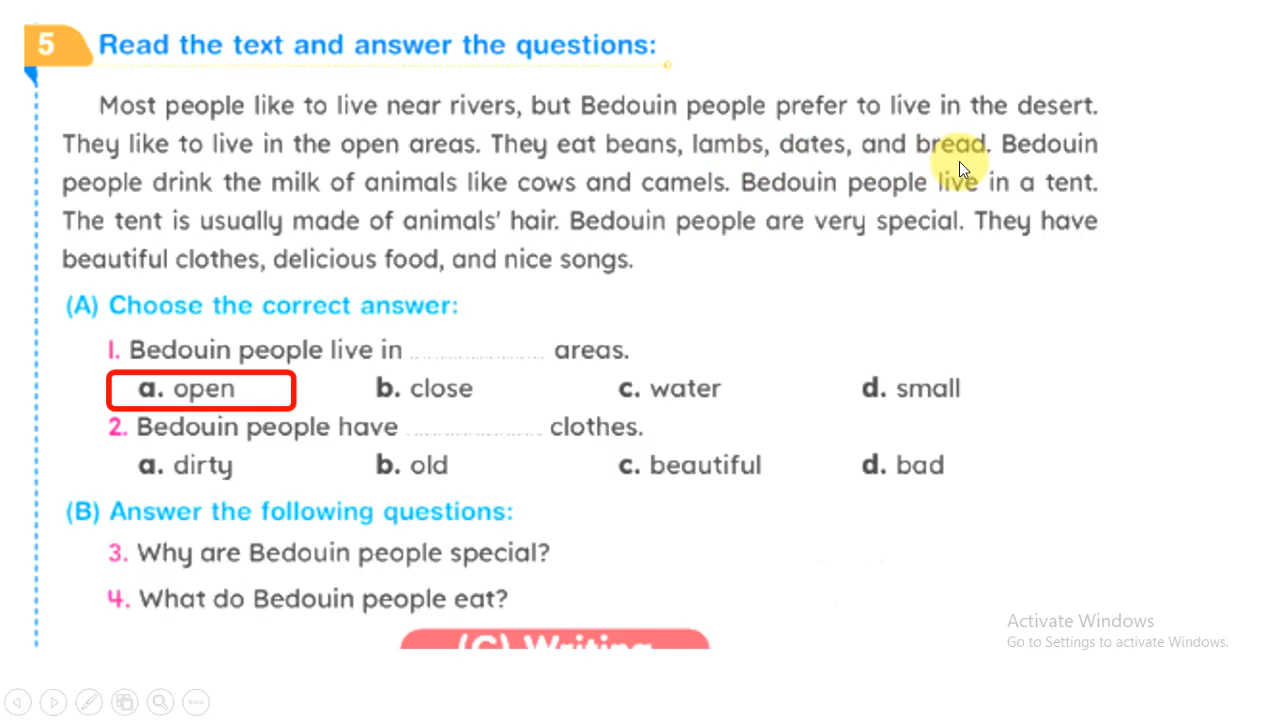 5 Read the text and answer the questions:
Most people like to live near rivers, but Bedouin people prefer to live in the desert.
They like to live in the open areas. They eat beans, lambs, dates, and bread. Bedouin
people drink the milk of animals like cows and camels. Bedouin people live in a tent.
The tent is usually made of animals' hair. Bedouin people are very special. They have
beautiful clothes, delicious food, and nice songs.
(A) Choose the correct answer:
1. Bedouin people live in .................... areas.
a. open b. close c. water d. small
2. Bedouin people have .................... clothes.
a. dirty b. old c. beautiful d. bad
(B) Answer the following questions:
3. Why are Bedouin people special?
4. What do Bedouin people eat?
(C) Writing
Activate Windows
Go to Settings to activate Windows.